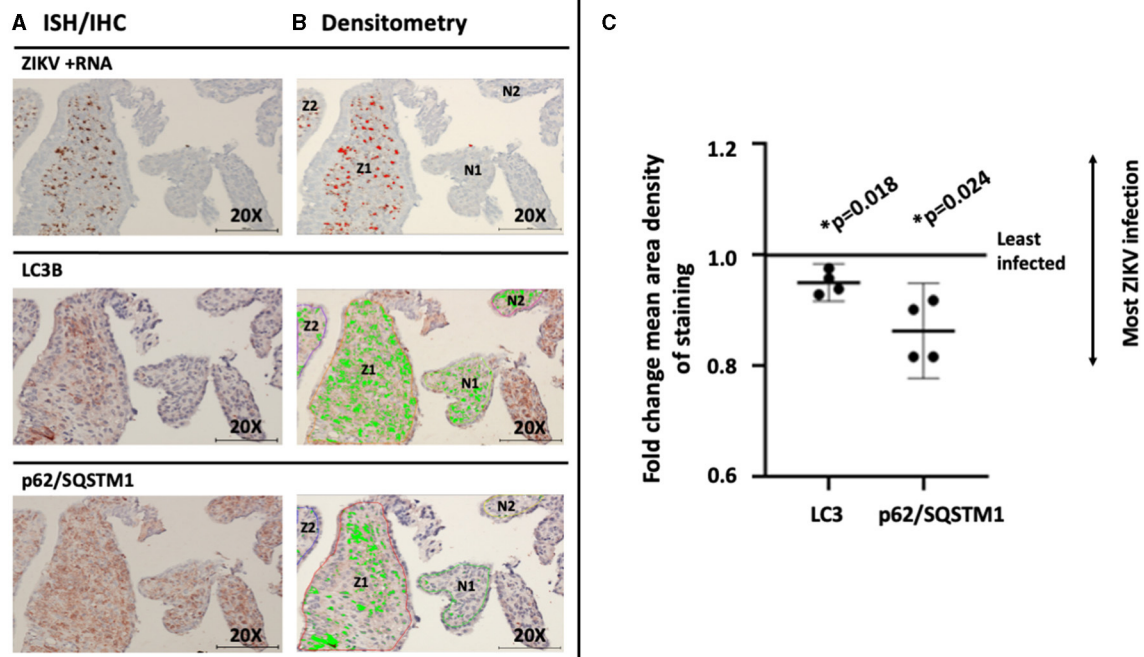 A ISH/IHC
B Densitometry
ZIKV +RNA
20X
Z2
N2
Z1
N1
20X
LC3B
20X
Z2
N2
Z1
N1
20X
p62/SQSTM1
20X
Z2
N2
Z1
N1
20X
C
Fold change mean area density
of staining
1.2
1.0
0.8
0.6
*p=0.018
*p=0.024
Least
infected
Most ZIKV infection
LC3
p62/SQSTM1